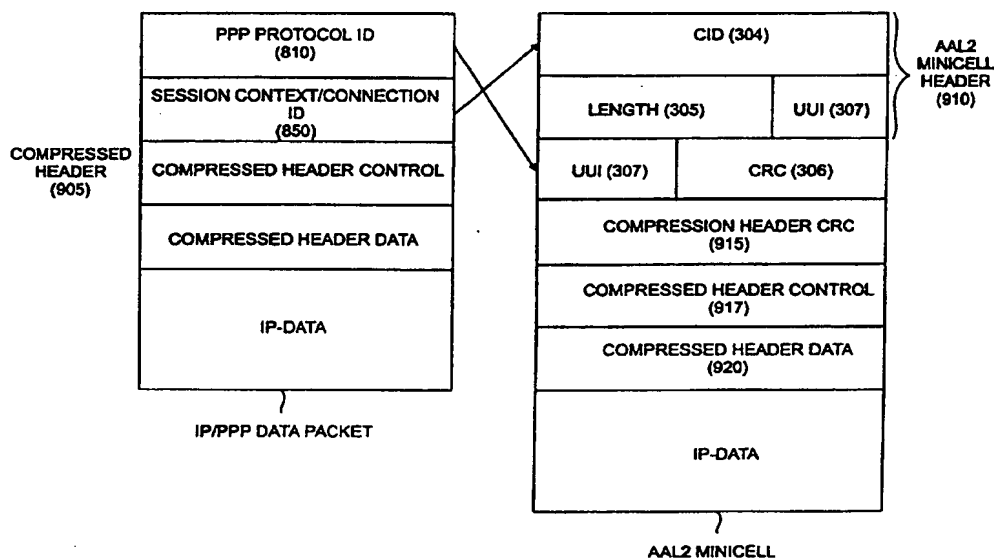 PPP PROTOCOL ID
(810)
SESSION CONTEXT/CONNECTION
ID
(850)
COMPRESSED
HEADER
(905)
COMPRESSED HEADER CONTROL
COMPRESSED HEADER DATA
IP-DATA
IP/PPP DATA PACKET
CID (304)
LENGTH (305)
UUI (307)
AAL2
MINICELL
HEADER
(910)
UUI (307)
CRC (306)
COMPRESSION HEADER CRC
(915)
COMPRESSED HEADER CONTROL
(917)
COMPRESSED HEADER DATA
(920)
IP-DATA
AAL2 MINICELL